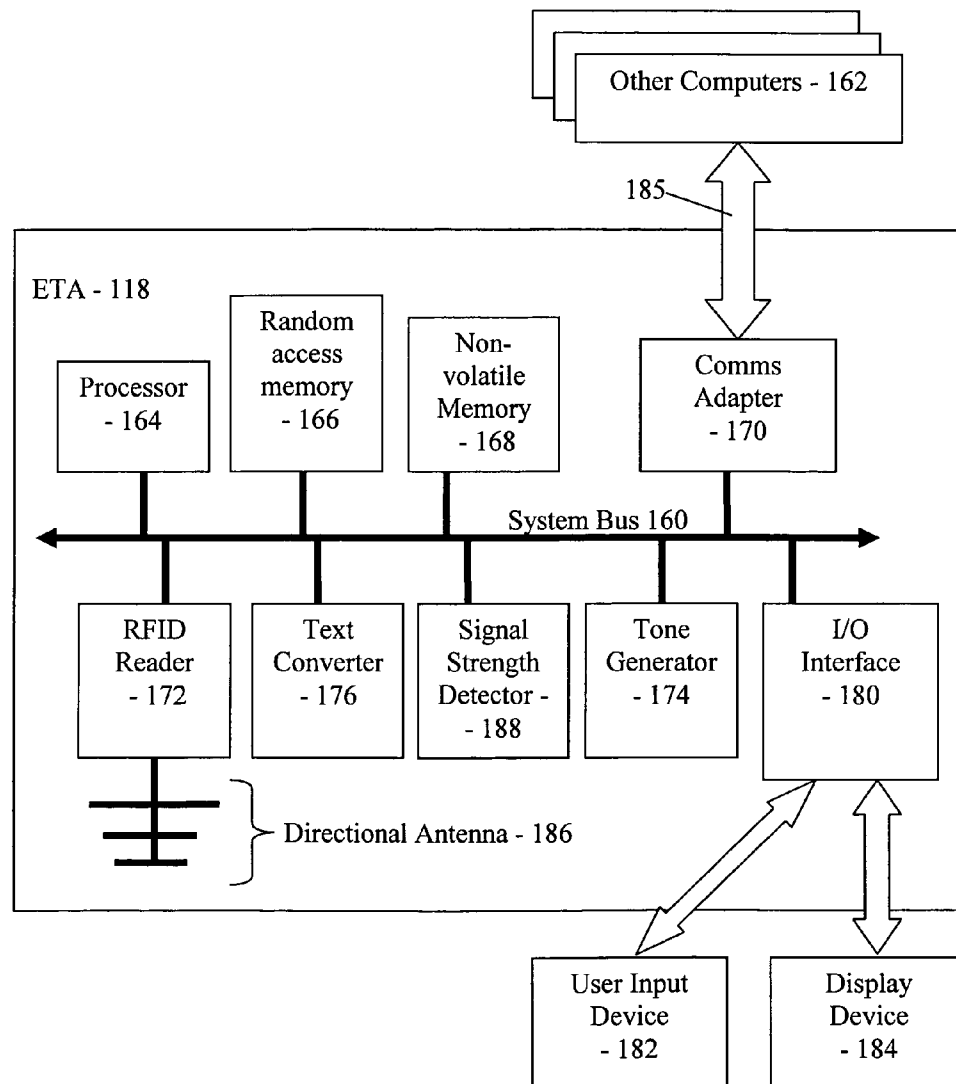 Other Computers - 162
185
ETA - 118
Processor
- 164
Random
access
memory
- 166
Non-
volatile
Memory
- 168
Comms
Adapter
- 170
System Bus 160
RFID
Reader
- 172
Text
Converter
- 176
Signal
Strength
Detector -
- 188
Tone
Generator
- 174
I/O
Interface
- 180
Directional Antenna - 186
User Input
Device
- 182
Display
Device
- 184